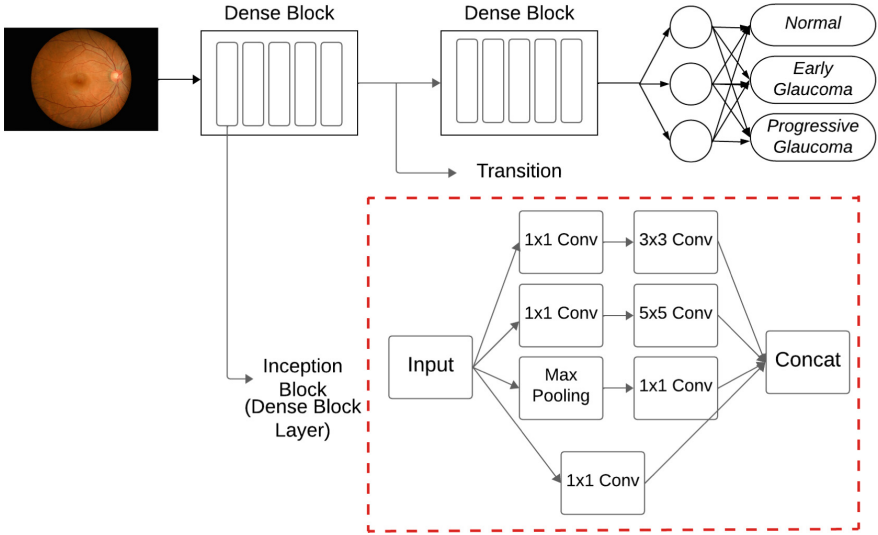 Dense Block
Dense Block
Normal
Early
Glaucoma
Progressive
Glaucoma
Transition
1x1 Conv
3x3 Conv
1x1 Conv
5x5 Conv
Input
Max
Pooling
1x1 Conv
Concat
1x1 Conv
Inception
Block
(Dense Block
Layer)